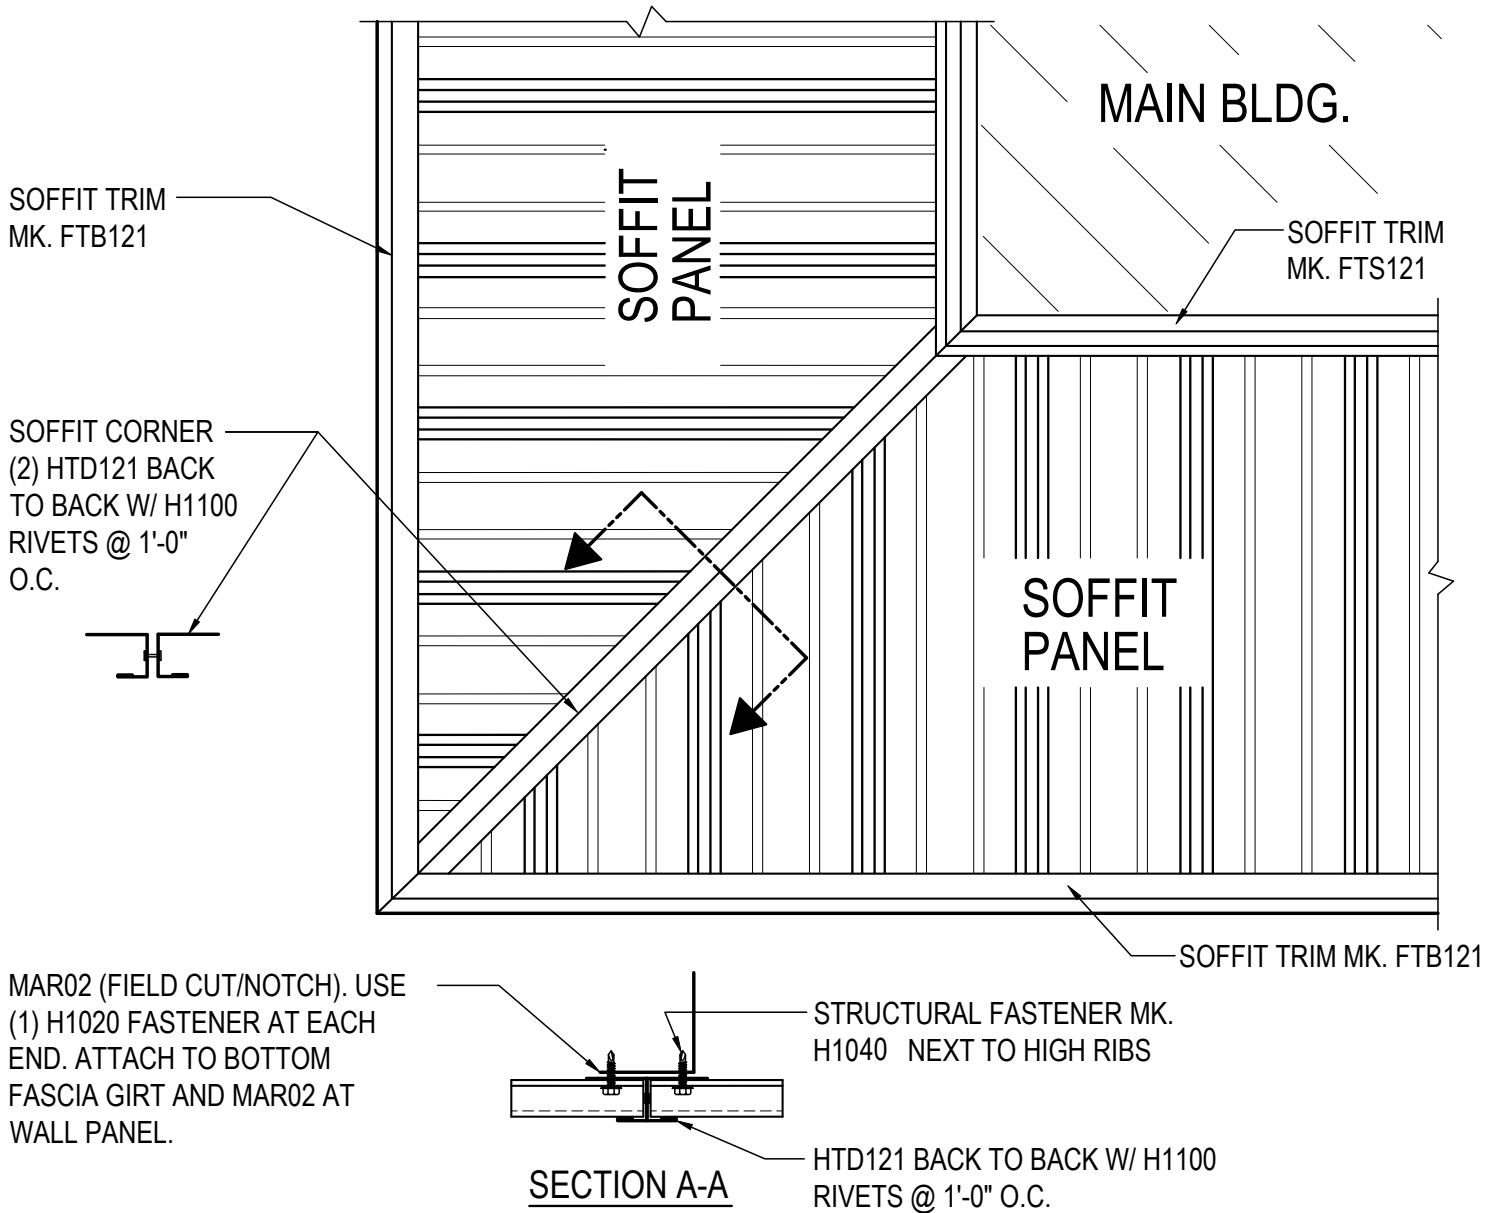 MAIN BLDG.
SOFFIT
PANEL
SOFFIT TRIM
MK. FTB121
SOFFIT TRIM
MK. FTS121
SOFFIT CORNER
(2) HTD121 BACK
TO BACK W/ H1100
RIVETS @ 1'-0"
O.C.
SOFFIT
PANEL
SOFFIT TRIM MK. FTB121
MAR02 (FIELD CUT/NOTCH). USE
(1) H1020 FASTENER AT EACH
END. ATTACH TO BOTTOM
FASCIA GIRT AND MAR02 AT
WALL PANEL.
STRUCTURAL FASTENER MK.
H1040 NEXT TO HIGH RIBS
HTD121 BACK TO BACK W/ H1100
RIVETS @ 1'-0" O.C.
SECTION A-A